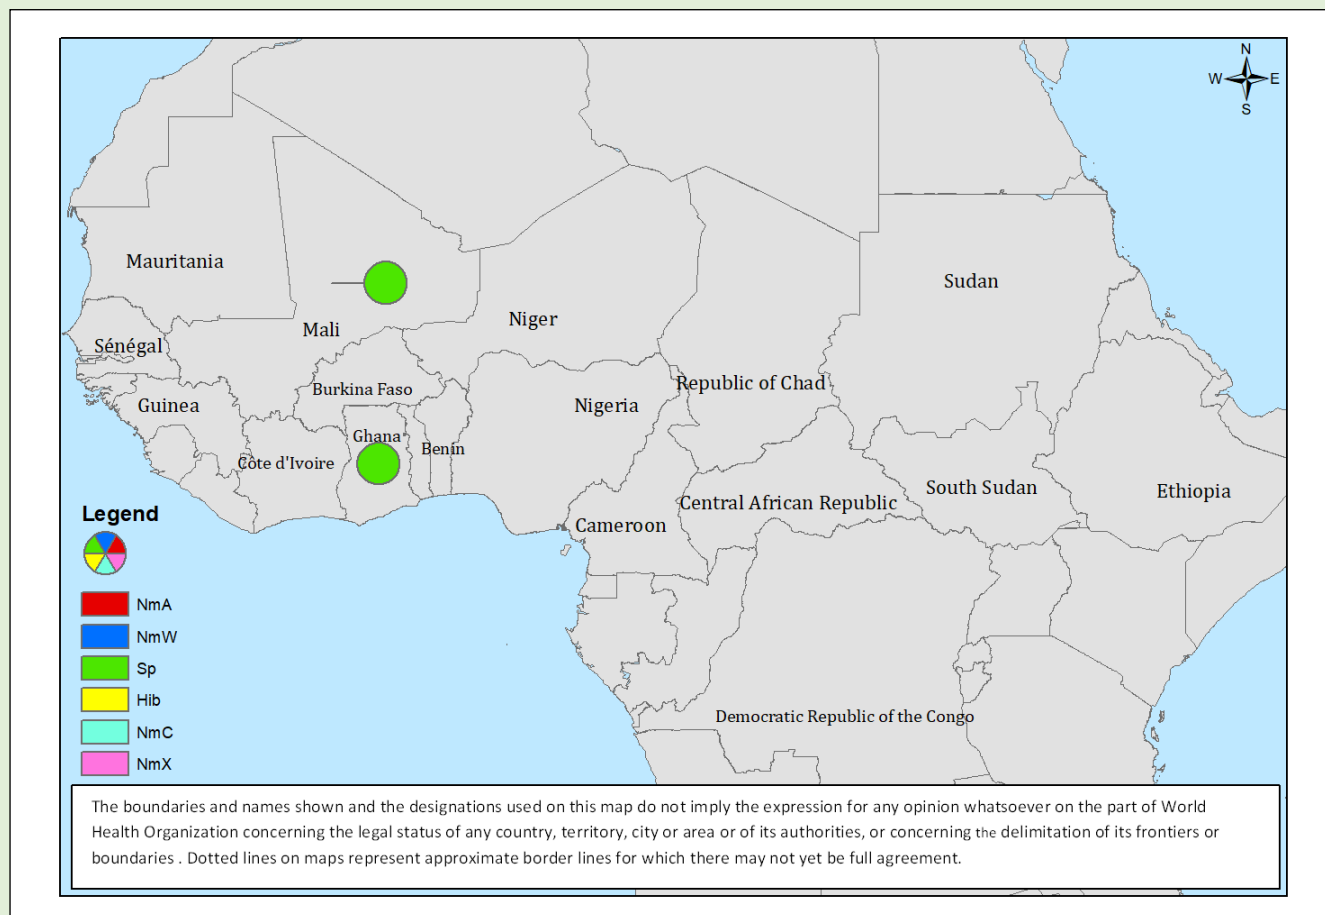 N
W E
S
Mauritania
Sudan
Niger
Mali
Sénégal
Republic of Chad
Burkina Faso
Guinea
Nigeria
Ghana
Benin
Côte d'Ivoire
South Sudan
Ethiopia
Central African Republic
Cameroon
Legend
NmA
NmW
Sp
Hib
NmC
NmX
Democratic Republic of the Congo
The boundaries and names shown and the designations used on this map do not imply the expression for any opinion whatsoever on the part of World
Health Organization concerning the legal status of any country, territory, city or area or of its authorities, or concerning the delimitation of its frontiers or
boundaries . Dotted lines on maps represent approximate border lines for which there may not yet be full agreement.